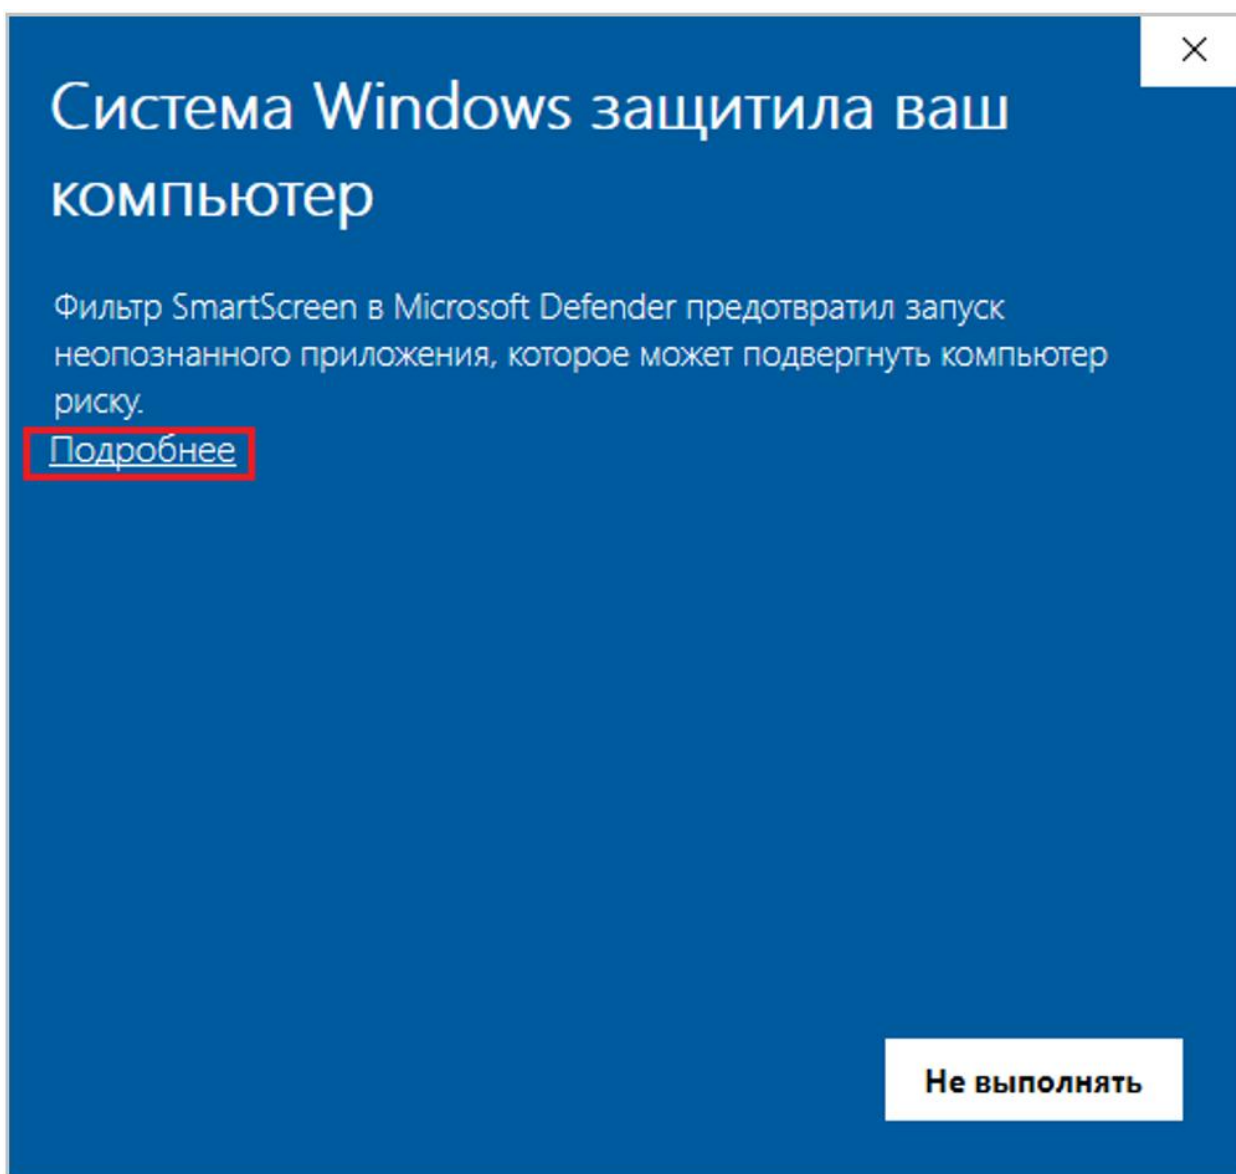 Система Windows защитила ваш
компьютер
Фильтр SmartScreen в Microsoft Defender предотвратил запуск
неопознанного приложения, которое может подвергнуть компьютер
риску.
Подробнее
Не выполнять